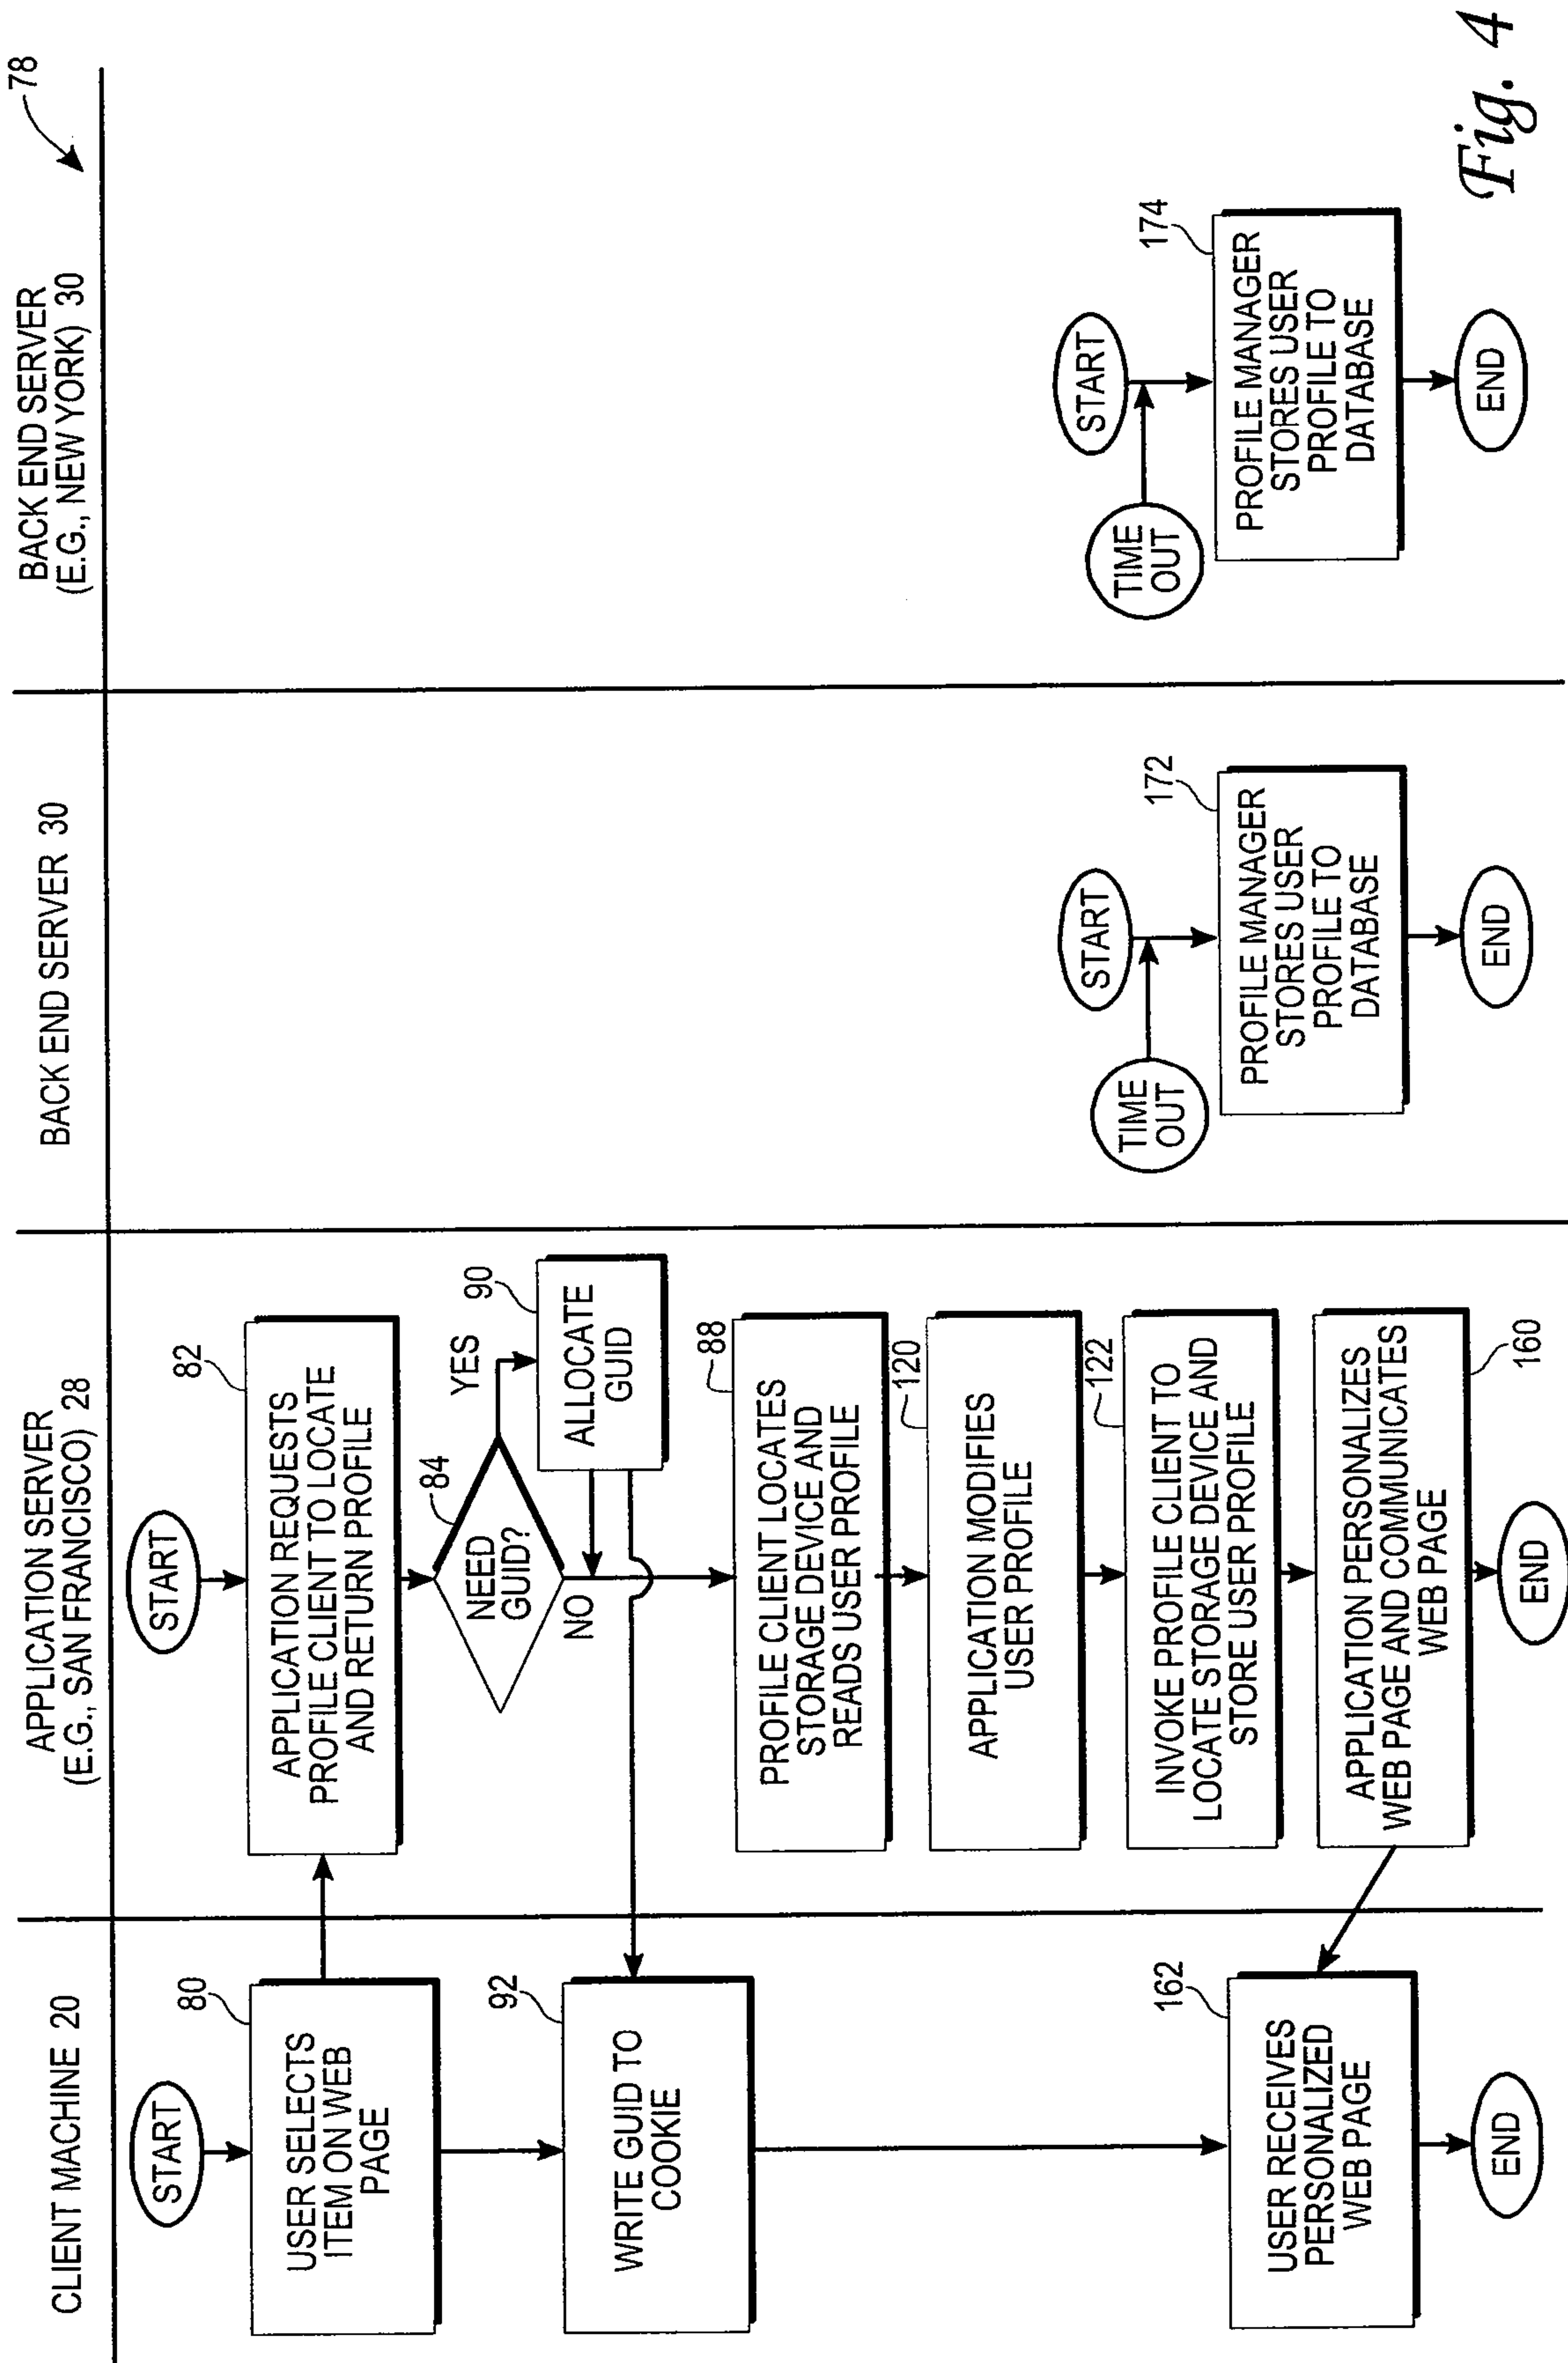 78
CLIENT MACHINE 20
START
80
USER SELECTS
ITEM ON WEB
PAGE
92
WRITE GUID TO
COOKIE
162
USER RECEIVES
PERSONALIZED
WEB PAGE
END
APPLICATION SERVER
(E.G., SAN FRANCISCO) 28
START
82
APPLICATION REQUESTS
PROFILE CLIENT TO LOCATE
AND RETURN PROFILE
84
NEED
GUID?
YES
NO
90
ALLOCATE
GUID
88
PROFILE CLIENT LOCATES
STORAGE DEVICE AND
READS USER PROFILE
120
APPLICATION MODIFIES
USER PROFILE
122
INVOKE PROFILE CLIENT TO
LOCATE STORAGE DEVICE AND
STORE USER PROFILE
160
APPLICATION PERSONALIZES
WEB PAGE AND COMMUNICATES
WEB PAGE
END
BACK END SERVER 30
START
TIME
OUT
172
PROFILE MANAGER
STORES USER
PROFILE TO
DATABASE
END
BACK END SERVER
(E.G., NEW YORK) 30
START
TIME
OUT
174
PROFILE MANAGER
STORES USER
PROFILE TO
DATABASE
END
Fig. 4